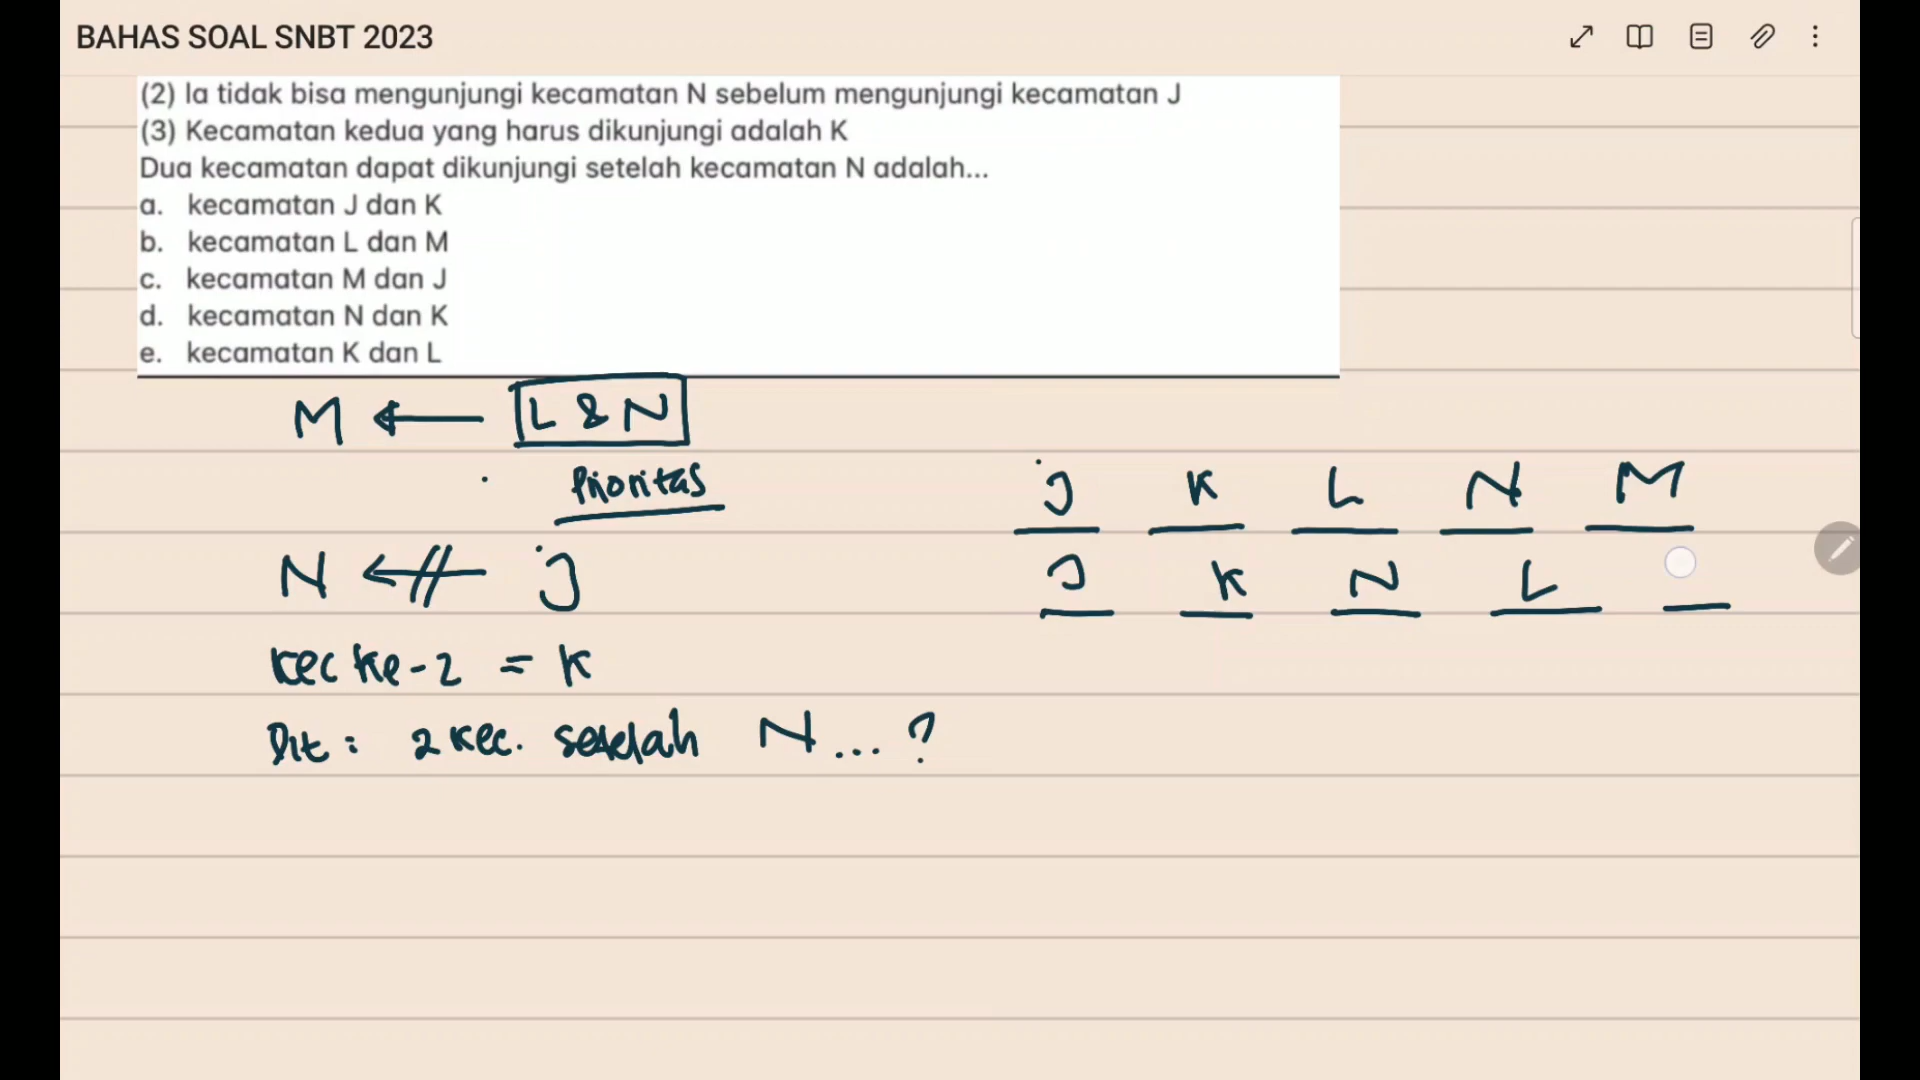 BAHAS SOAL SNBT 2023
(2) Ia tidak bisa mengunjungi kecamatan N sebelum mengunjungi kecamatan J
(3) Kecamatan kedua yang harus dikunjungi adalah K
Dua kecamatan dapat dikunjungi setelah kecamatan N adalah...
a. kecamatan J dan K
b. kecamatan L dan M
c. kecamatan M dan J
d. kecamatan N dan K
e. kecamatan K dan L
M ← L & N
Prioritas
J K L N M
N ← J
J K N L
Kec Ke-2 = K
Dit : 2 Kec. setelah N ... ?